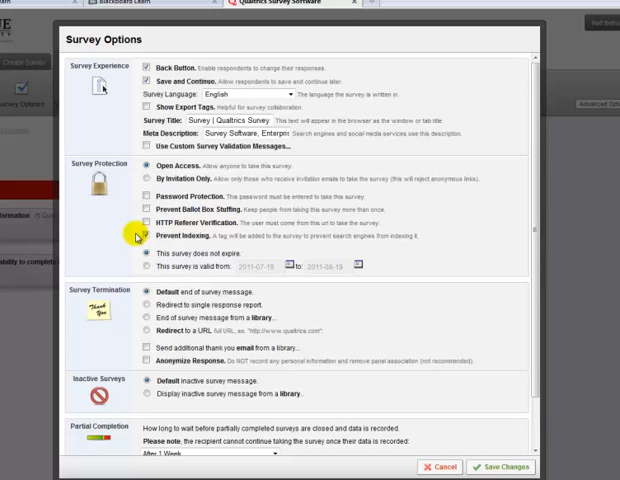 Blackboard Learn
Qualtrics Survey Software
Survey Options
Create Survey
Survey Options
Advanced Optio
Survey Experience
Back Button. Enable respondents to change their responses.
Save and Continue. Allow respondents to save and continue later.
Survey Language: English The language the survey is written in.
Show Export Tags. Helpful for survey collaboration.
Survey Title: Survey | Qualtrics Survey This text will appear in the browser as the window or tab title.
Meta Description: Survey Software, Enterpris Search engines and social media services use this description.
Use Custom Survey Validation Messages...
Survey Protection
Open Access. Allow anyone to take this survey.
By Invitation Only. Allow only those who receive invitation emails to take the survey (this will reject anonymous links).
Password Protection. This password must be entered to take this survey:
Prevent Ballot Box Stuffing. Keep people from taking this survey more than once.
HTTP Referer Verification. The user must come from this url to take the survey.
Prevent Indexing. A tag will be added to the survey to prevent search engines from indexing it.
This survey does not expire.
This survey is valid from: 2011-07-19 to: 2011-08-19
Survey Termination
Thank You
Default end of survey message.
Redirect to single response report.
End of survey message from a library...
Redirect to a URL full URL, ex. "http://www.qualtrics.com":
Send additional thank you email from a library...
Anonymize Response. Do NOT record any personal information and remove panel association (not recommended).
Inactive Surveys
Default inactive survey message.
Display inactive survey message from a library...
Partial Completion
How long to wait before partially completed surveys are closed and data is recorded.
Please note, the recipient cannot continue taking the survey once their data is recorded:
After 1 Week
Cancel
Save Changes